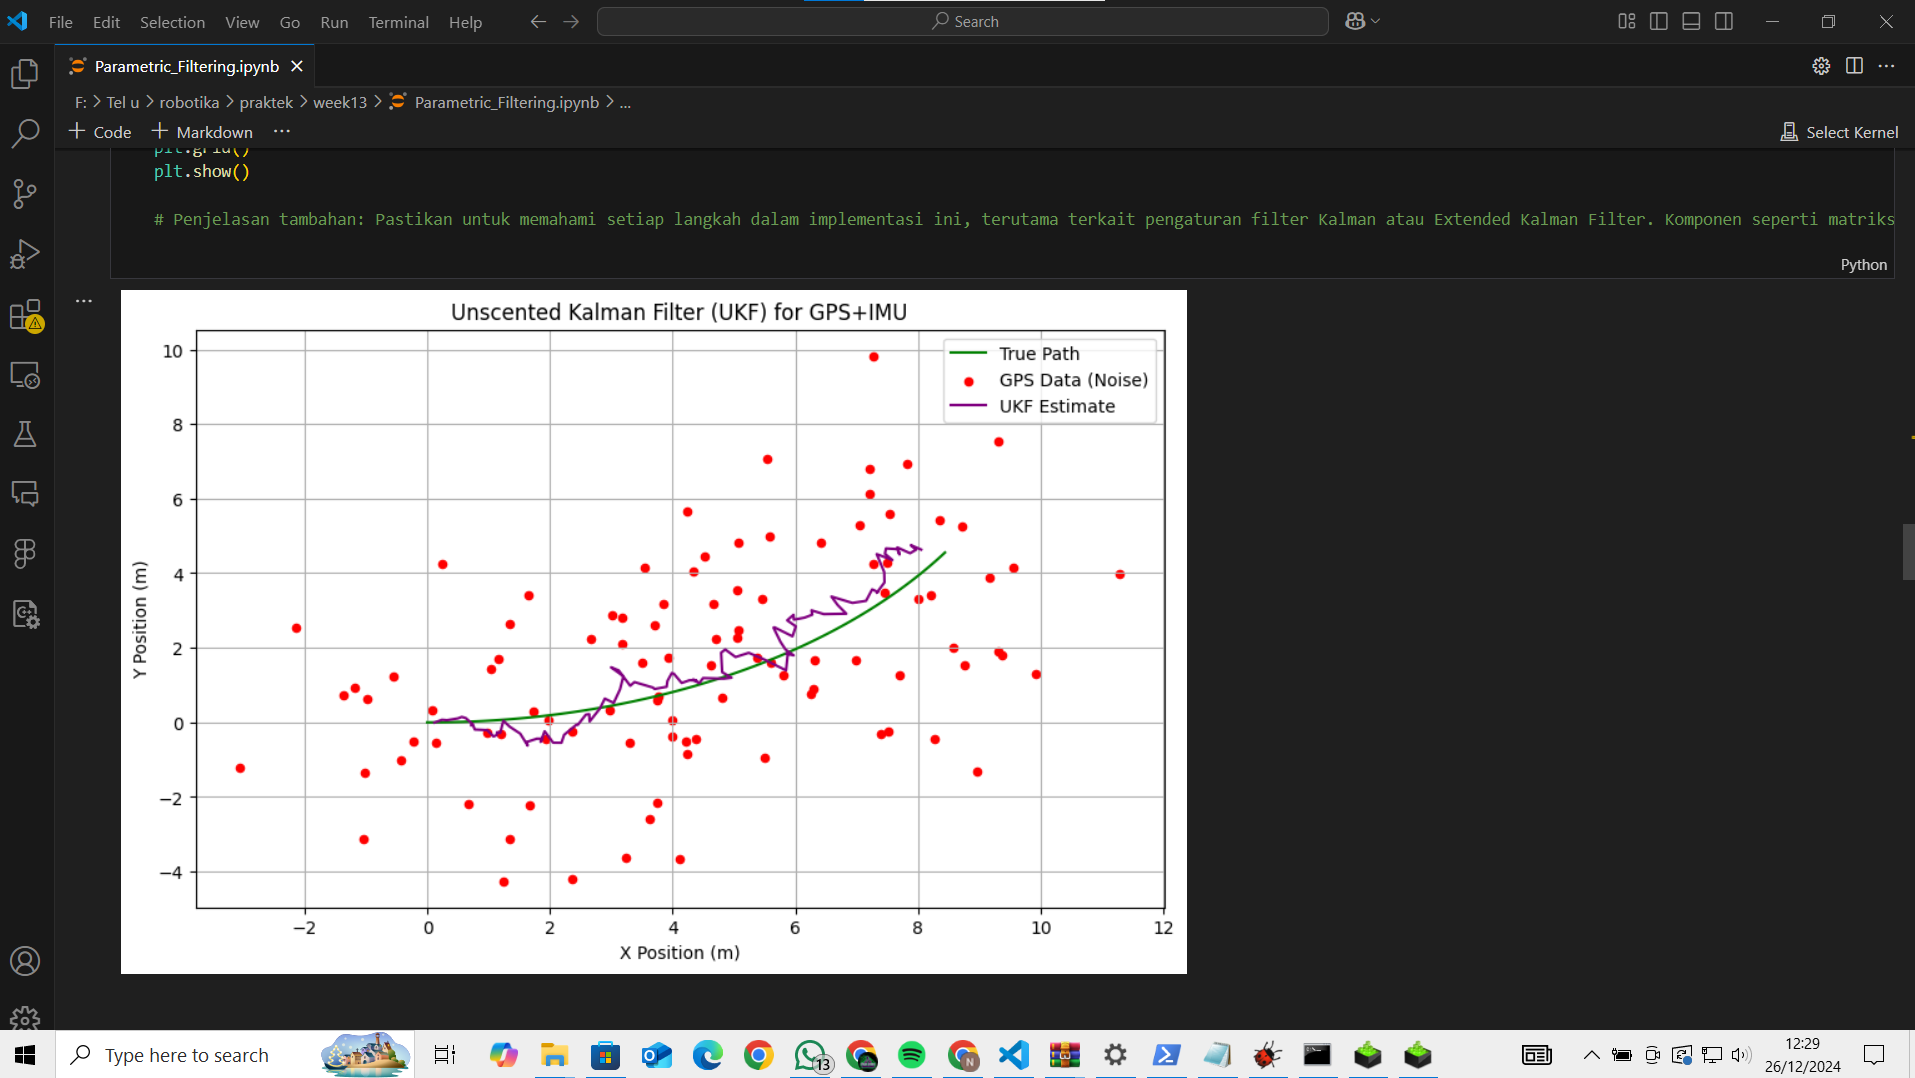 File Edit Selection View Go Run Terminal Help
Search
Parametric_Filtering.ipynb
F: > Tel u > robotika > praktek > week13 > Parametric_Filtering.ipynb > ...
+ Code + Markdown ...
Select Kernel
plt.grid()
plt.show()
# Penjelasan tambahan: Pastikan untuk memahami setiap langkah dalam implementasi ini, terutama terkait pengaturan filter Kalman atau Extended Kalman Filter. Komponen seperti matriks
Python
...
Unscented Kalman Filter (UKF) for GPS+IMU
True Path
GPS Data (Noise)
UKF Estimate
10
8
6
4
2
0
−2
−4
Y Position (m)
−2 0 2 4 6 8 10 12
X Position (m)
Type here to search
13
N
12:29
26/12/2024